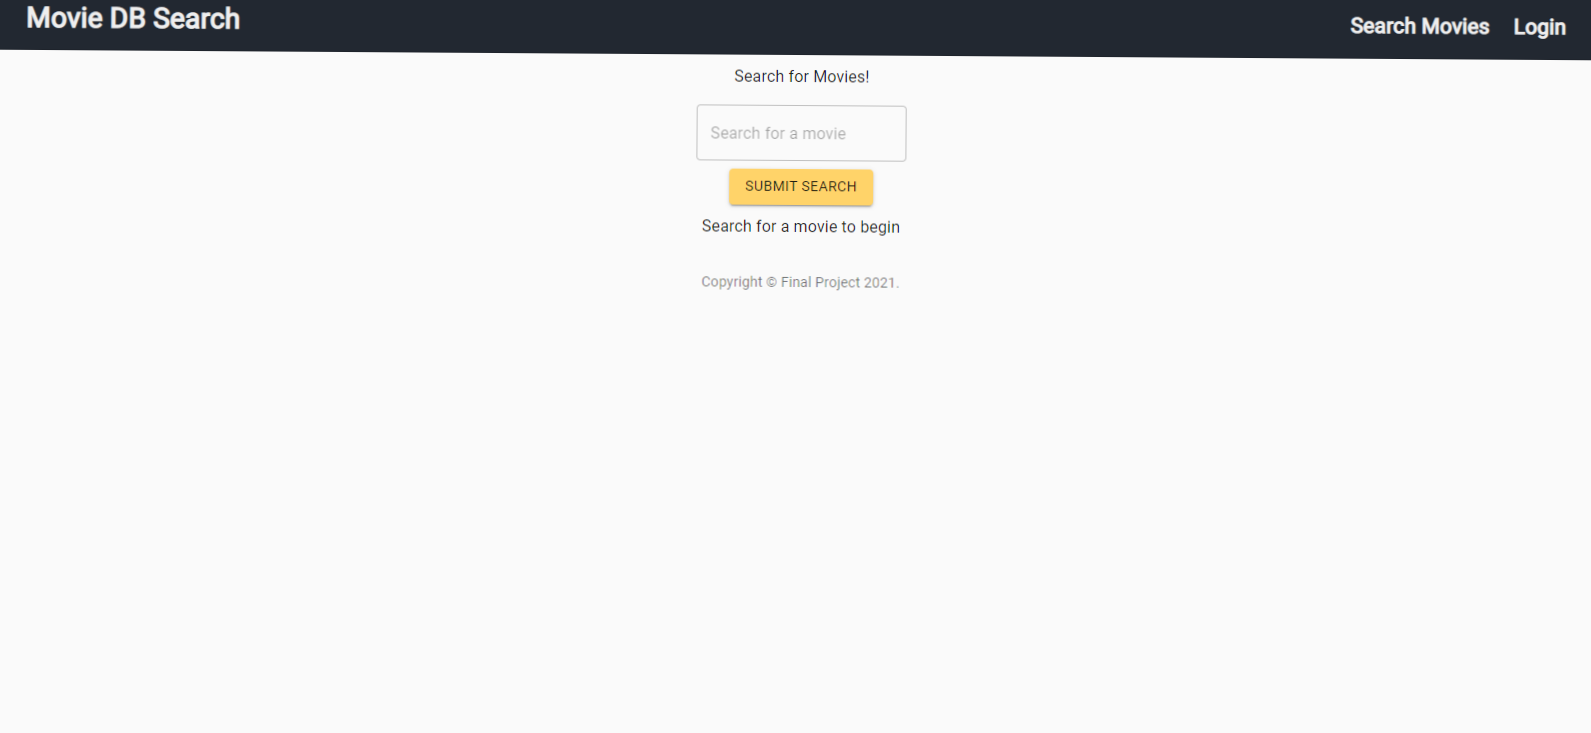 Movie DB Search
Search Movies Login
Search for Movies!
Search for a movie
SUBMIT SEARCH
Search for a movie to begin
Copyright © Final Project 2021.